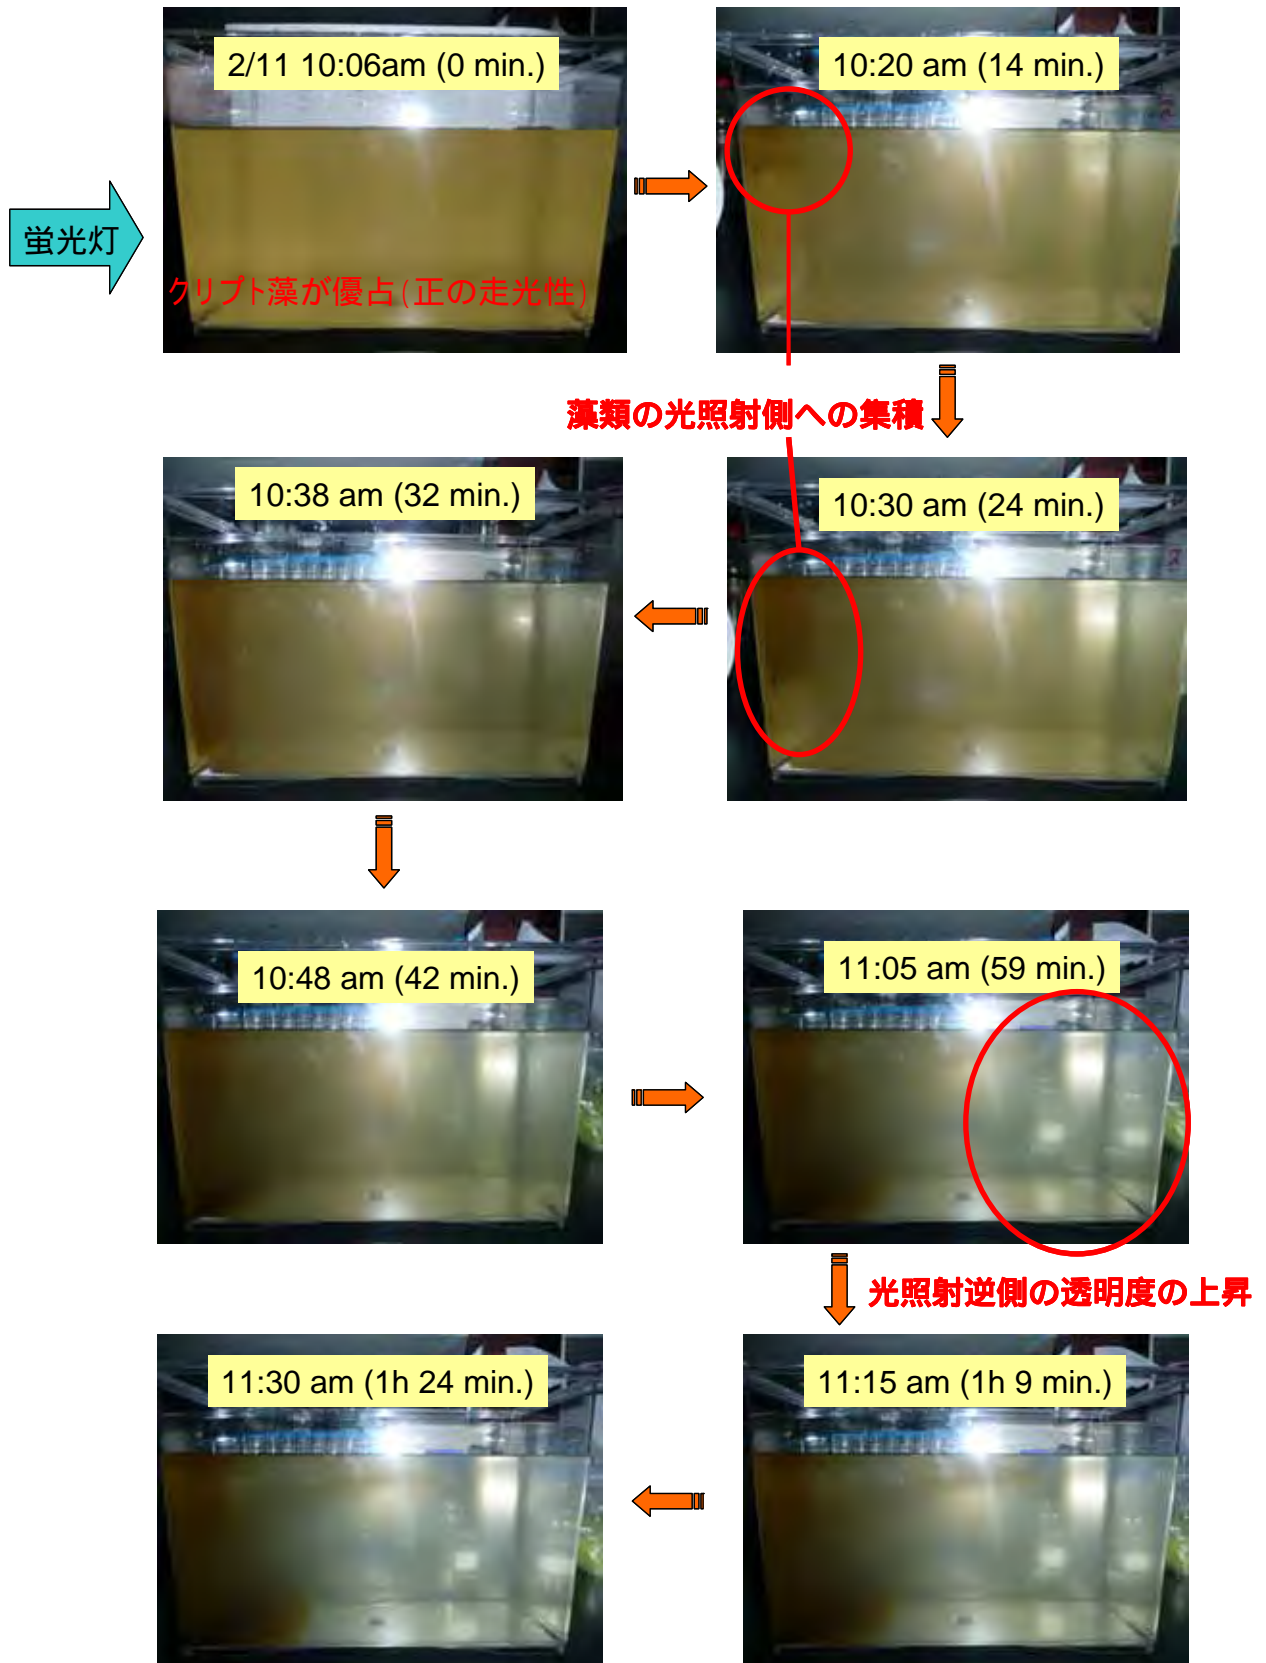 2/11 10:06am (0 min.)
10:20 am (14 min.)
蛍光灯
クリプト藻が優占(正の走光性)
藻類の光照射側への集積
10:38 am (32 min.)
10:30 am (24 min.)
10:48 am (42 min.)
11:05 am (59 min.)
光照射逆側の透明度の上昇
11:30 am (1h 24 min.)
11:15 am (1h 9 min.)